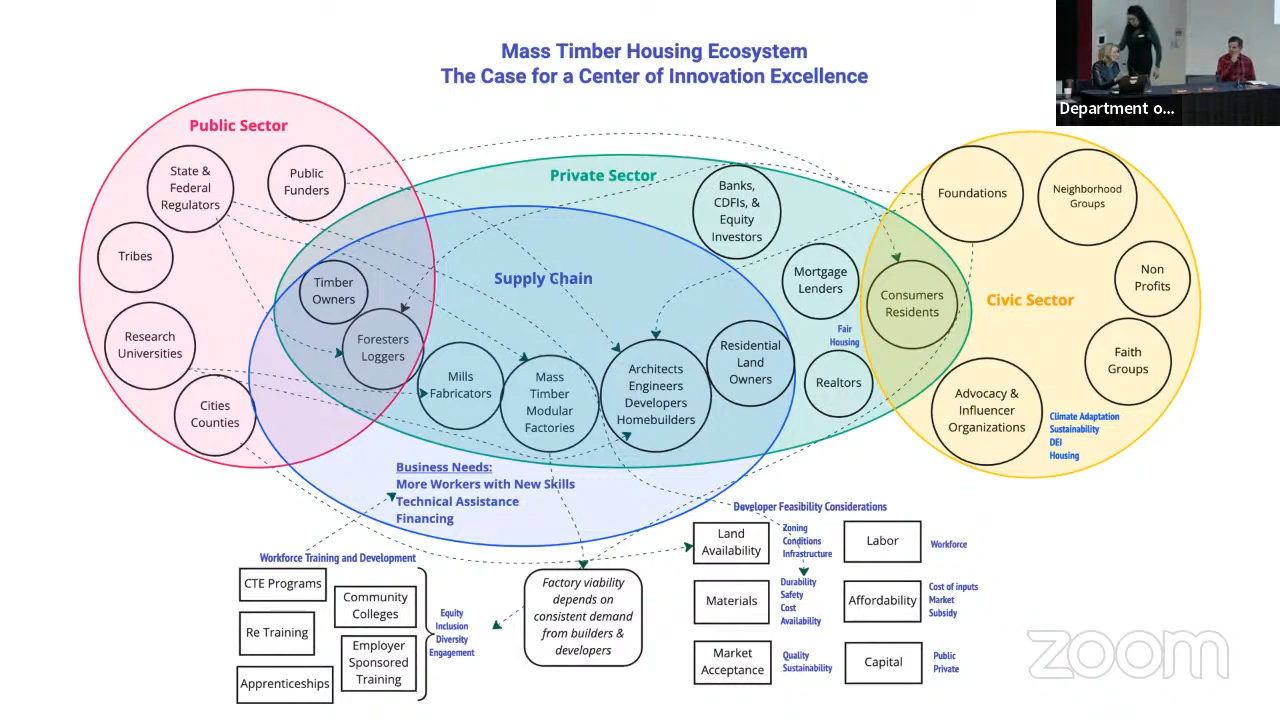 Mass Timber Housing Ecosystem
The Case for a Center of Innovation Excellence
Department o...
Public Sector
State &
Federal
Regulators
Public
Funders
Tribes
Research
Universities
Cities
Counties
Private Sector
Banks,
CDFIs, &
Equity
Investors
Mortgage
Lenders
Fair
Housing
Realtors
Supply Chain
Timber
Owners
Foresters
Loggers
Mills
Fabricators
Mass
Timber
Modular
Factories
Architects
Engineers
Developers
Homebuilders
Residential
Land
Owners
Consumers
Residents
Civic Sector
Foundations
Neighborhood
Groups
Non
Profits
Faith
Groups
Advocacy &
Influencer
Organizations
Climate Adaptation
Sustainability
DEI
Housing
Business Needs:
More Workers with New Skills
Technical Assistance
Financing
Workforce Training and Development
CTE Programs
Community
Colleges
Re Training
Employer
Sponsored
Training
Apprenticeships
Equity
Inclusion
Diversity
Engagement
Factory viability
depends on
consistent demand
from builders &
developers
Developer Feasibility Considerations
Land
Availability
Zoning
Conditions
Infrastructure
Labor
Workforce
Materials
Durability
Safety
Cost
Availability
Affordability
Cost of inputs
Market
Subsidy
Market
Acceptance
Quality
Sustainability
Capital
Public
Private
zoom